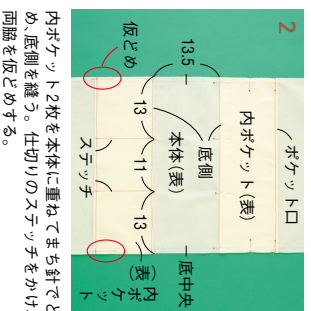 2
ポケット口
内ポケット(表)
底側
本体(表)
13.5
底中央
仮どめ
13
11
13
内ポケット(表)
ステッチ
内ポケット2枚を本体に重ねてまち針でと
め、底側を縫う。仕切りのステッチをかけ、
両脇を仮どめする。